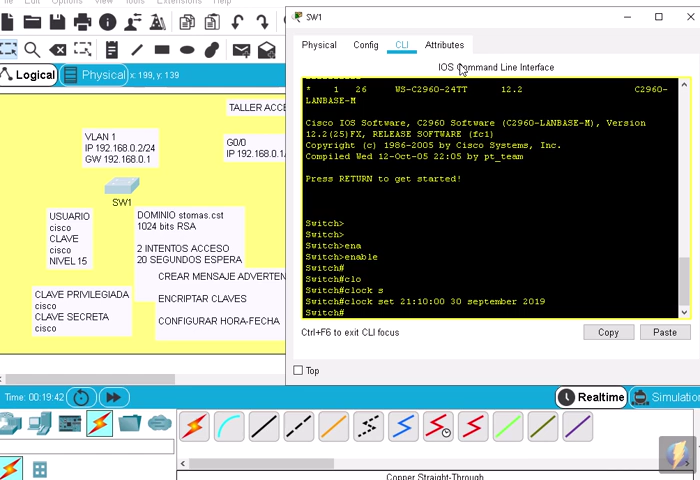 File Edit Options View Tools Extensions Help
Logical
Physical x: 199, y: 139
TALLER ACCE
VLAN 1
IP 192.168.0.2/24
GW 192.168.0.1
G0/0
IP 192.168.0.1/
SW1
USUARIO
cisco
CLAVE
cisco
NIVEL 15
DOMINIO stomas.cst
1024 bits RSA
2 INTENTOS ACCESO
20 SEGUNDOS ESPERA
CREAR MENSAJE ADVERTEN
ENCRIPTAR CLAVES
CONFIGURAR HORA-FECHA
CLAVE PRIVILEGIADA
cisco
CLAVE SECRETA
cisco
SW1
Physical Config CLI Attributes
IOS Command Line Interface
* 1 26 WS-C2960-24TT 12.2 C2960-
LANBASE-M
Cisco IOS Software, C2960 Software (C2960-LANBASE-M), Version
12.2(25)FX, RELEASE SOFTWARE (fc1)
Copyright (c) 1986-2005 by Cisco Systems, Inc.
Compiled Wed 12-Oct-05 22:05 by pt_team
Press RETURN to get started!
Switch>
Switch>
Switch>ena
Switch>enable
Switch#
Switch#clo
Switch#clock s
Switch#clock set 21:10:00 30 september 2019
Switch#
Ctrl+F6 to exit CLI focus
Copy
Paste
Top
Time: 00:19:42
Realtime
Simulation
Copper Straight-Through